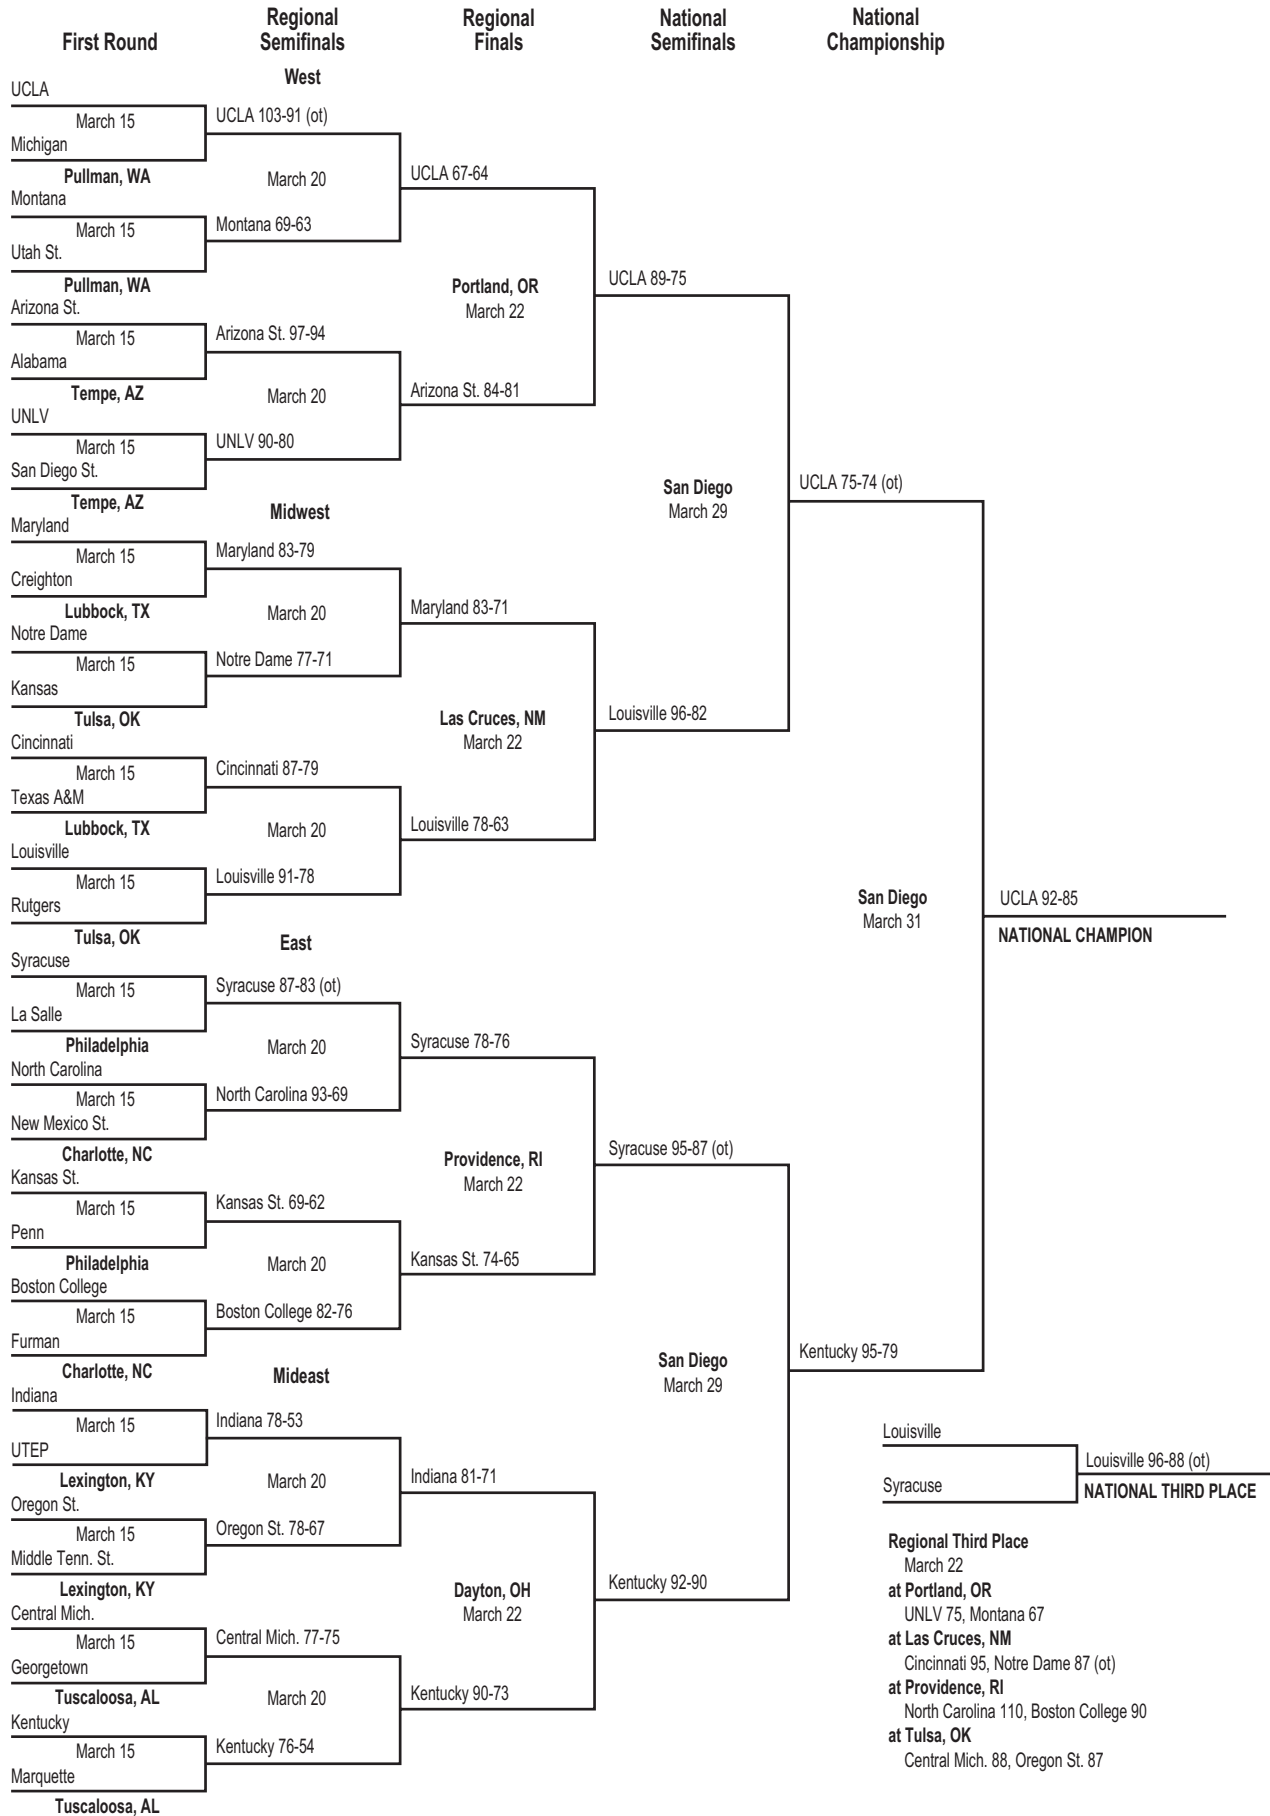 First Round
Regional
Semifinals
Regional
Finals
National
Semifinals
National
Championship
West
UCLA
March 15
Michigan
Pullman, WA
UCLA 103-91 (ot)
Montana
March 15
Utah St.
Pullman, WA
Montana 69-63
March 20
UCLA 67-64
Arizona St.
March 15
Alabama
Tempe, AZ
Arizona St. 97-94
UNLV
March 15
San Diego St.
Tempe, AZ
UNLV 90-80
March 20
Arizona St. 84-81
Portland, OR
March 22
UCLA 89-75
Midwest
Maryland
March 15
Creighton
Lubbock, TX
Maryland 83-79
Notre Dame
March 15
Kansas
Tulsa, OK
Notre Dame 77-71
March 20
Maryland 83-71
Cincinnati
March 15
Texas A&M
Lubbock, TX
Cincinnati 87-79
Louisville
March 15
Rutgers
Tulsa, OK
Louisville 91-78
March 20
Louisville 78-63
Las Cruces, NM
March 22
Louisville 96-82
San Diego
March 29
UCLA 75-74 (ot)
East
Syracuse
March 15
La Salle
Philadelphia
Syracuse 87-83 (ot)
North Carolina
March 15
New Mexico St.
Charlotte, NC
North Carolina 93-69
March 20
Syracuse 78-76
Kansas St.
March 15
Penn
Philadelphia
Kansas St. 69-62
Boston College
March 15
Furman
Charlotte, NC
Boston College 82-76
March 20
Kansas St. 74-65
Providence, RI
March 22
Syracuse 95-87 (ot)
Mideast
Indiana
March 15
UTEP
Lexington, KY
Indiana 78-53
Oregon St.
March 15
Middle Tenn. St.
Lexington, KY
Oregon St. 78-67
March 20
Indiana 81-71
Central Mich.
March 15
Georgetown
Tuscaloosa, AL
Central Mich. 77-75
Kentucky
March 15
Marquette
Tuscaloosa, AL
Kentucky 76-54
March 20
Kentucky 90-73
Dayton, OH
March 22
Kentucky 92-90
San Diego
March 29
Kentucky 95-79
San Diego
March 31
UCLA 92-85
NATIONAL CHAMPION
Louisville
Syracuse
Louisville 96-88 (ot)
NATIONAL THIRD PLACE
Regional Third Place
March 22
at Portland, OR
UNLV 75, Montana 67
at Las Cruces, NM
Cincinnati 95, Notre Dame 87 (ot)
at Providence, RI
North Carolina 110, Boston College 90
at Tulsa, OK
Central Mich. 88, Oregon St. 87